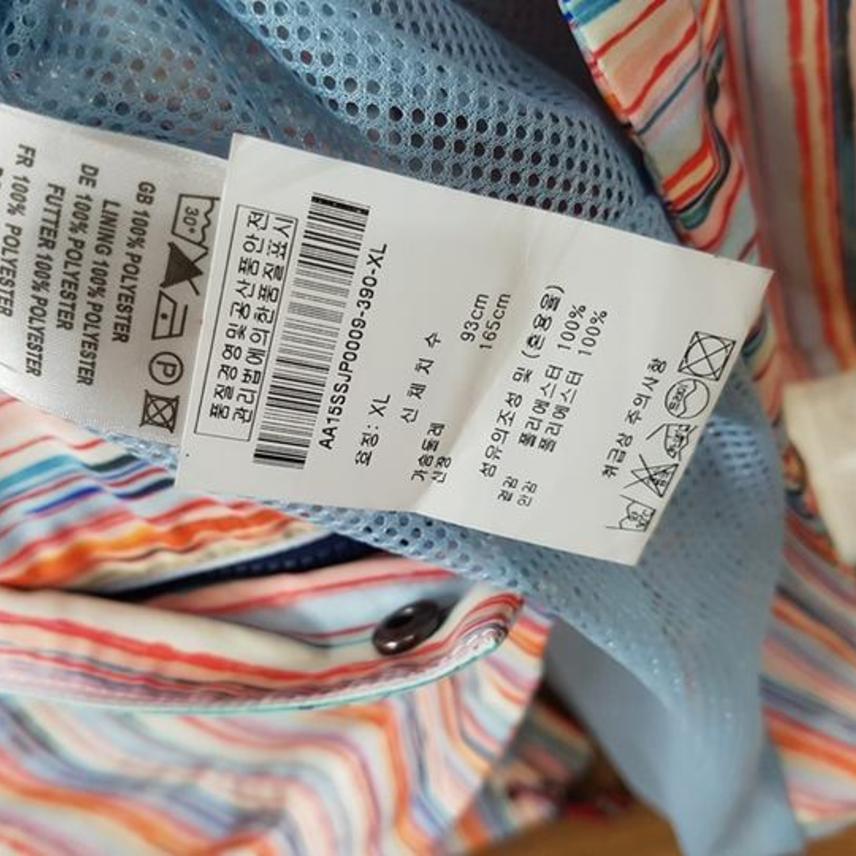 GB 100% POLYESTER
LINING 100% POLYESTER
DE 100% POLYESTER
FUTTER 100% POLYESTER
FR 100% POLYESTER
POLYESTER
30°
P
품질경영및공산품안전
관리법에의한품질표시
AA15SSJP0009-390-XL
호칭: XL
신 체 치 수
가슴둘레 93cm
신장 165cm
섬유의조성 및 (혼용율)
겉감 폴리에스터 100%
안감 폴리에스터 100%
취급상 주의사항